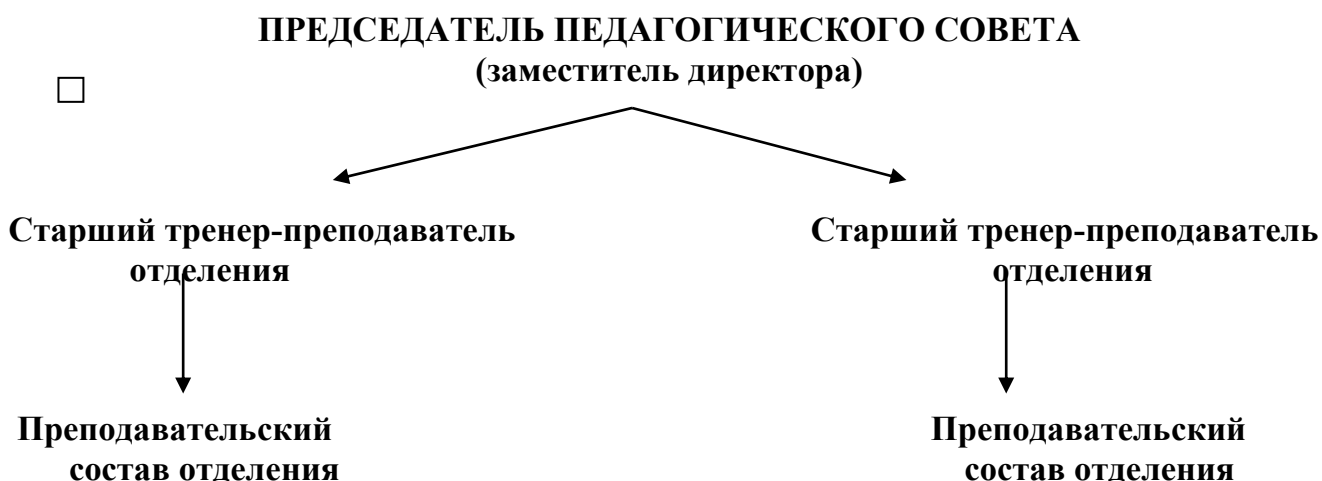 ПРЕДСЕДАТЕЛЬ ПЕДАГОГИЧЕСКОГО СОВЕТА
(заместитель директора)
Старший тренер-преподаватель
отделения
Старший тренер-преподаватель
отделения
Преподавательский
состав отделения
Преподавательский
состав отделения